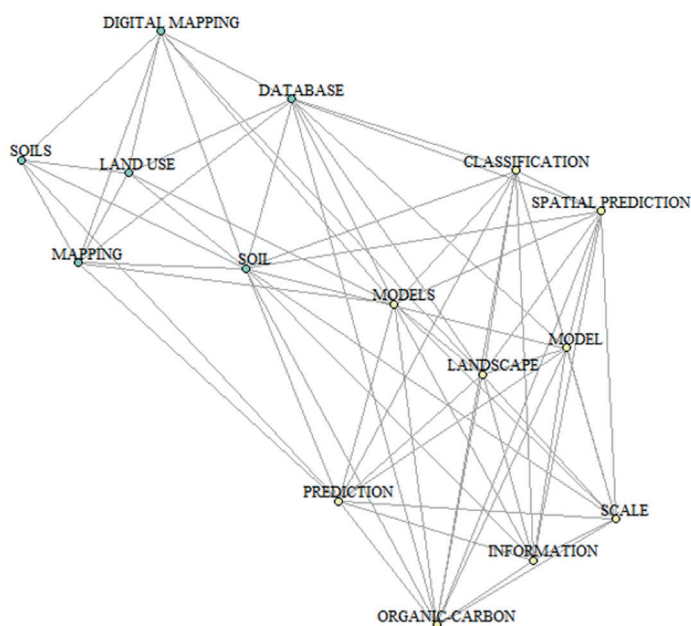 DIGITAL MAPPING
DATABASE
SOILS
LAND USE
CLASSIFICATION
SPATIAL PREDICTION
MAPPING
SOIL
MODELS
MODEL
LANDSCAPE
PREDICTION
SCALE
INFORMATION
ORGANIC-CARBON